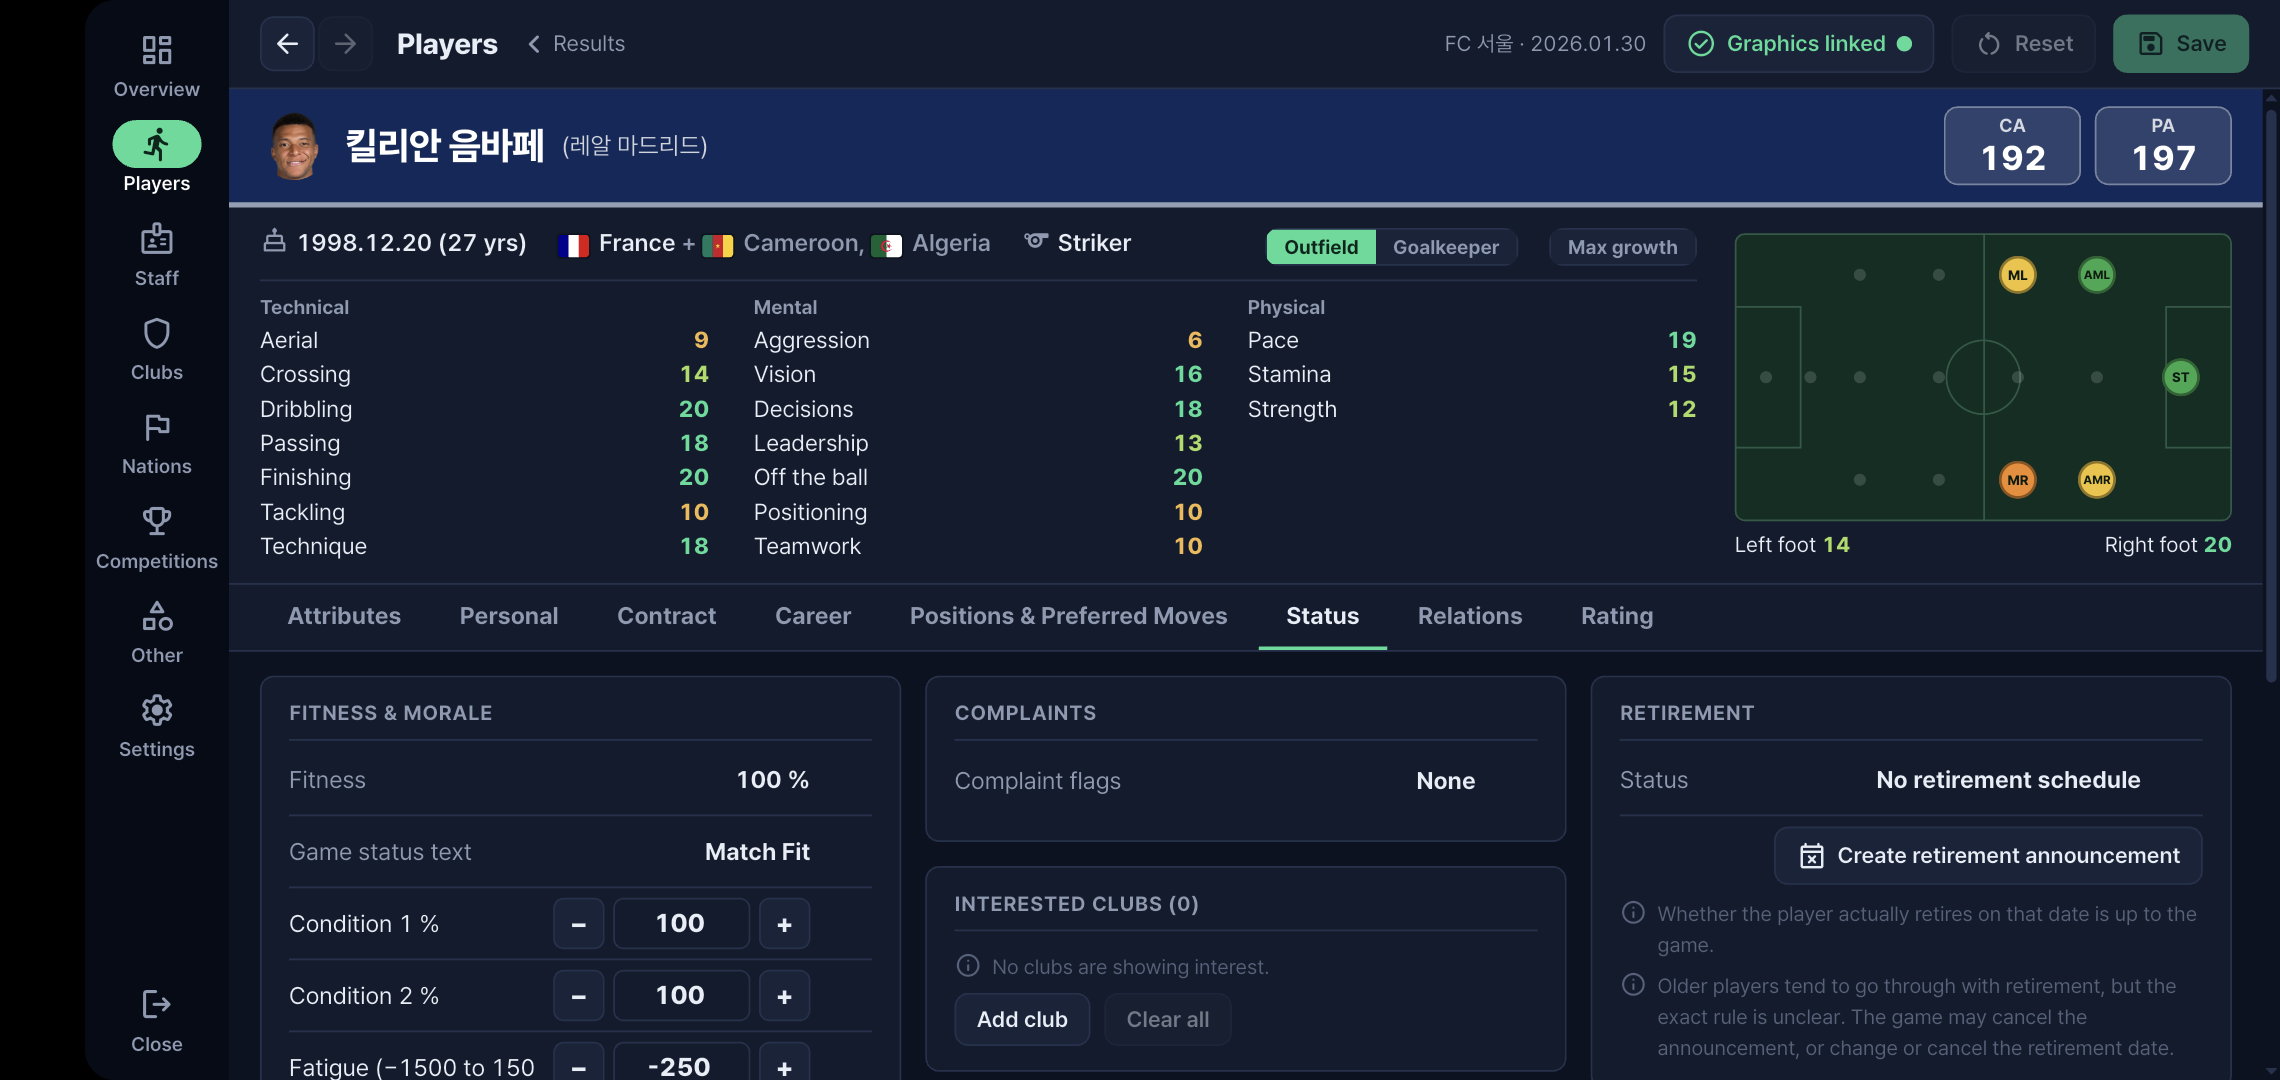 Overview
Players
Staff
Clubs
Nations
Competitions
Other
Settings
Close
Players
Results
FC 서울 · 2026.01.30
Graphics linked
Reset
Save
킬리안 음바페 (레알 마드리드)
CA
192
PA
197
1998.12.20 (27 yrs)
France + Cameroon, Algeria
Striker
Outfield
Goalkeeper
Max growth
Technical
Aerial 9
Crossing 14
Dribbling 20
Passing 18
Finishing 20
Tackling 10
Technique 18
Mental
Aggression 6
Vision 16
Decisions 18
Leadership 13
Off the ball 20
Positioning 10
Teamwork 10
Physical
Pace 19
Stamina 15
Strength 12
ML
AML
ST
MR
AMR
Left foot 14
Right foot 20
Attributes
Personal
Contract
Career
Positions & Preferred Moves
Status
Relations
Rating
FITNESS & MORALE
Fitness 100 %
Game status text Match Fit
Condition 1 % − 100 +
Condition 2 % − 100 +
Fatigue (−1500 to 150 − -250 +
COMPLAINTS
Complaint flags None
INTERESTED CLUBS (0)
No clubs are showing interest.
Add club
Clear all
RETIREMENT
Status No retirement schedule
Create retirement announcement
Whether the player actually retires on that date is up to the
game.
Older players tend to go through with retirement, but the
exact rule is unclear. The game may cancel the
announcement, or change or cancel the retirement date.